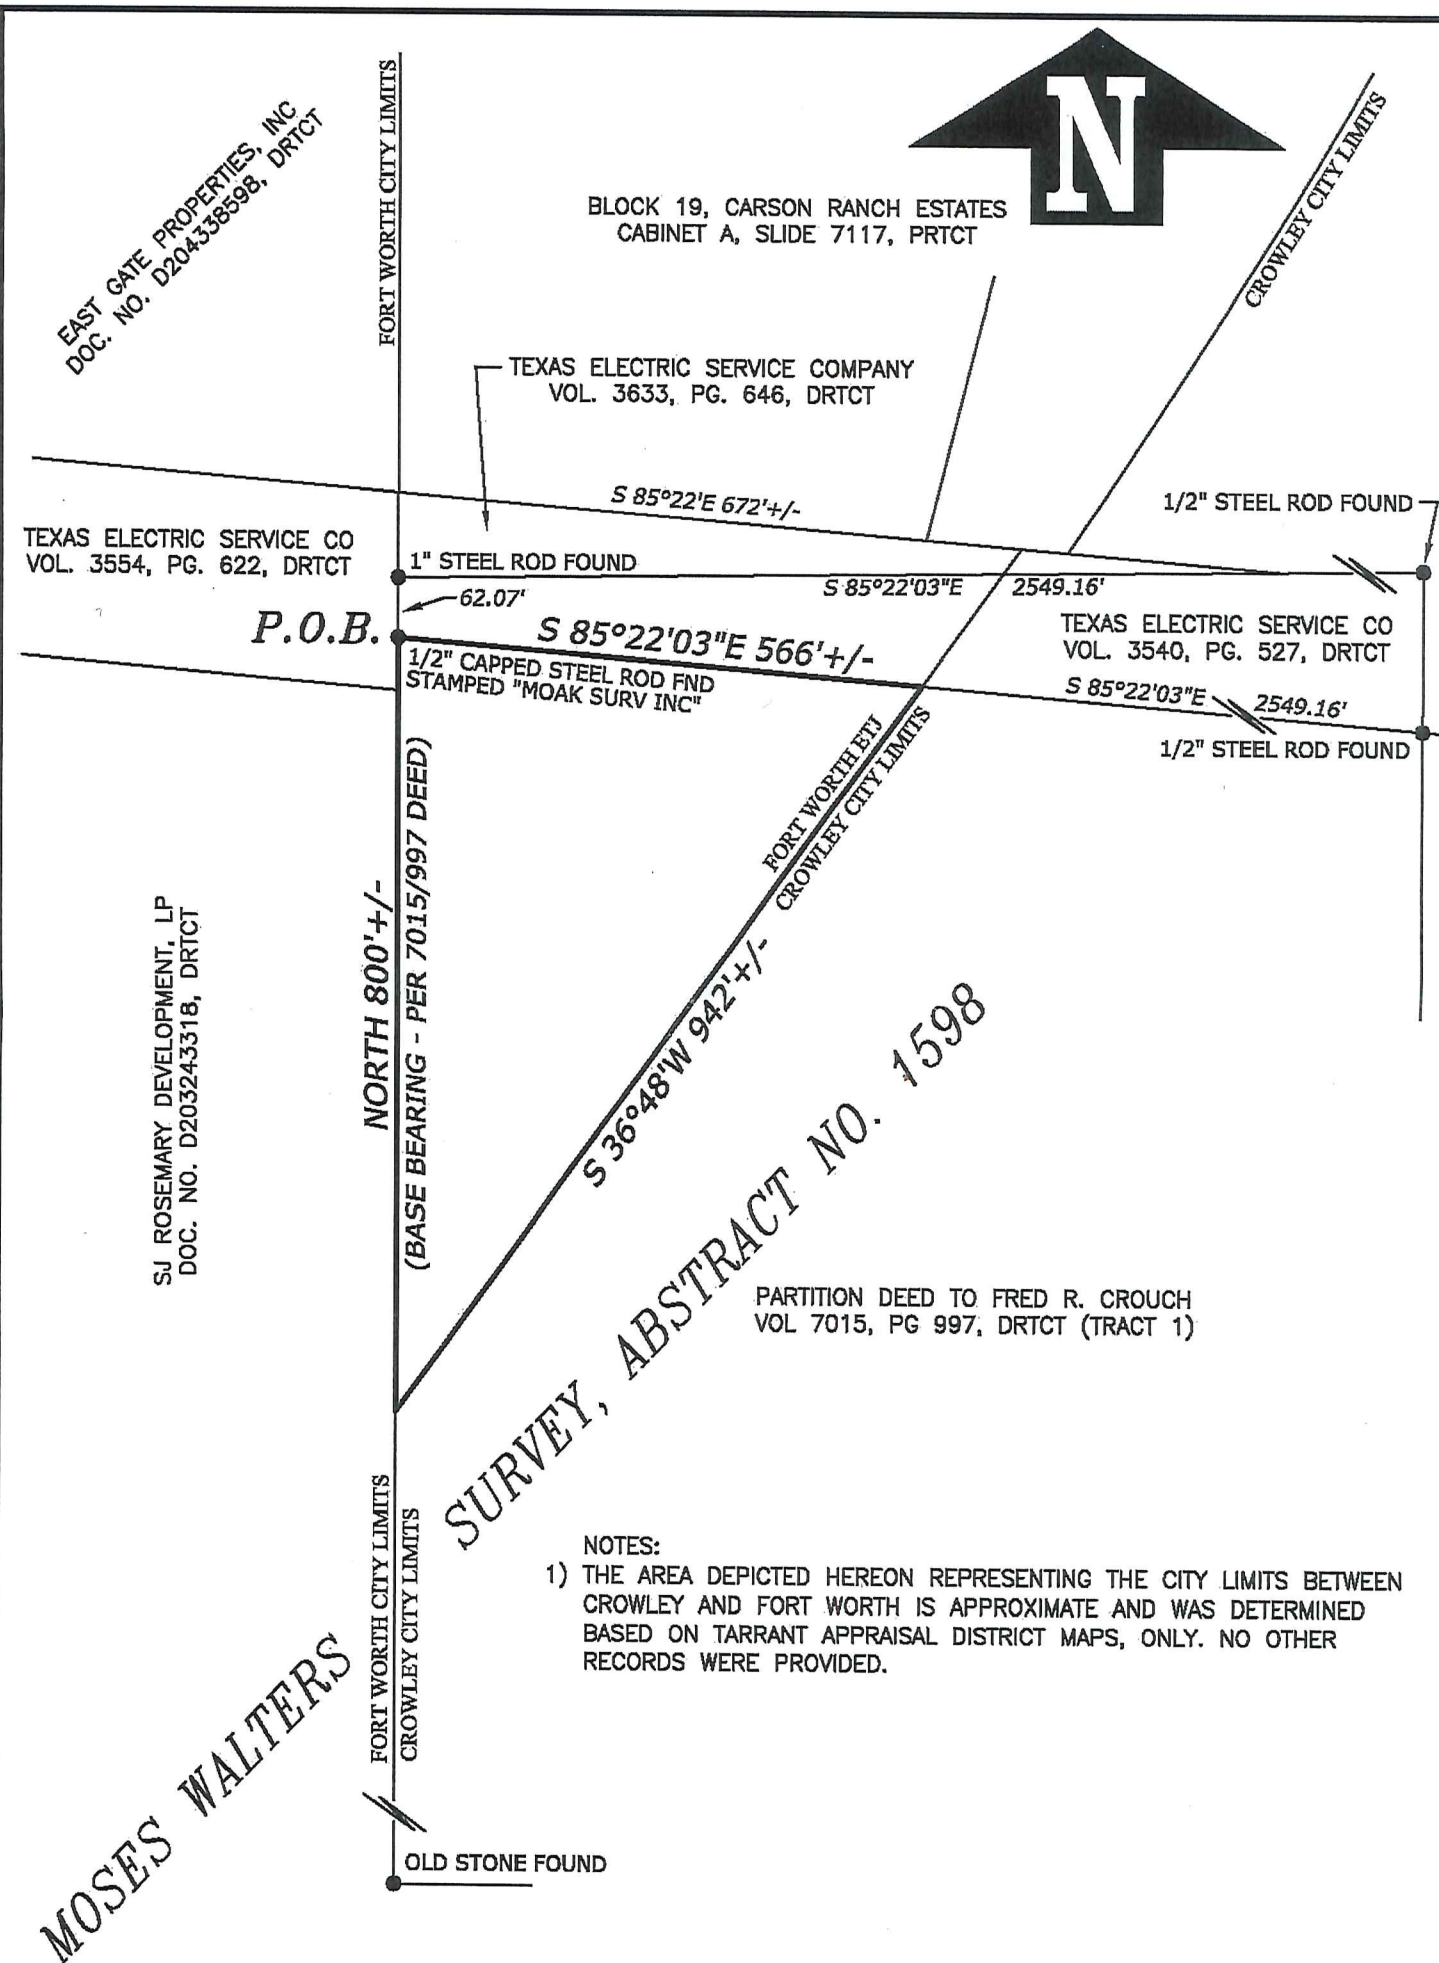 N
EAST GATE PROPERTIES, INC
DOC. NO. D204338598, DRTCT
FORT WORTH CITY LIMITS
BLOCK 19, CARSON RANCH ESTATES
CABINET A, SLIDE 7117, PRTCT
CROWLEY CITY LIMITS
TEXAS ELECTRIC SERVICE COMPANY
VOL. 3633, PG. 646, DRTCT
S 85°22'E 672'+/-
1/2" STEEL ROD FOUND
TEXAS ELECTRIC SERVICE CO
VOL. 3554, PG. 622, DRTCT
1" STEEL ROD FOUND
S 85°22'03"E 2549.16'
62.07'
P.O.B.
S 85°22'03"E 566'+/-
1/2" CAPPED STEEL ROD FND
STAMPED "MOAK SURV INC"
TEXAS ELECTRIC SERVICE CO
VOL. 3540, PG. 527, DRTCT
S 85°22'03"E 2549.16'
1/2" STEEL ROD FOUND
FORT WORTH ETJ
CROWLEY CITY LIMITS
NORTH 800'+/-
(BASE BEARING - PER 7015/997 DEED)
SJ ROSEMARY DEVELOPMENT, LP
DOC. NO. D203243318, DRTCT
S 36°48'W 942'+/-
MOSES WALTERS SURVEY, ABSTRACT NO. 1598
PARTITION DEED TO FRED R. CROUCH
VOL 7015, PG 997, DRTCT (TRACT 1)
FORT WORTH CITY LIMITS
CROWLEY CITY LIMITS
NOTES:
1) THE AREA DEPICTED HEREON REPRESENTING THE CITY LIMITS BETWEEN
CROWLEY AND FORT WORTH IS APPROXIMATE AND WAS DETERMINED
BASED ON TARRANT APPRAISAL DISTRICT MAPS, ONLY. NO OTHER
RECORDS WERE PROVIDED.
OLD STONE FOUND